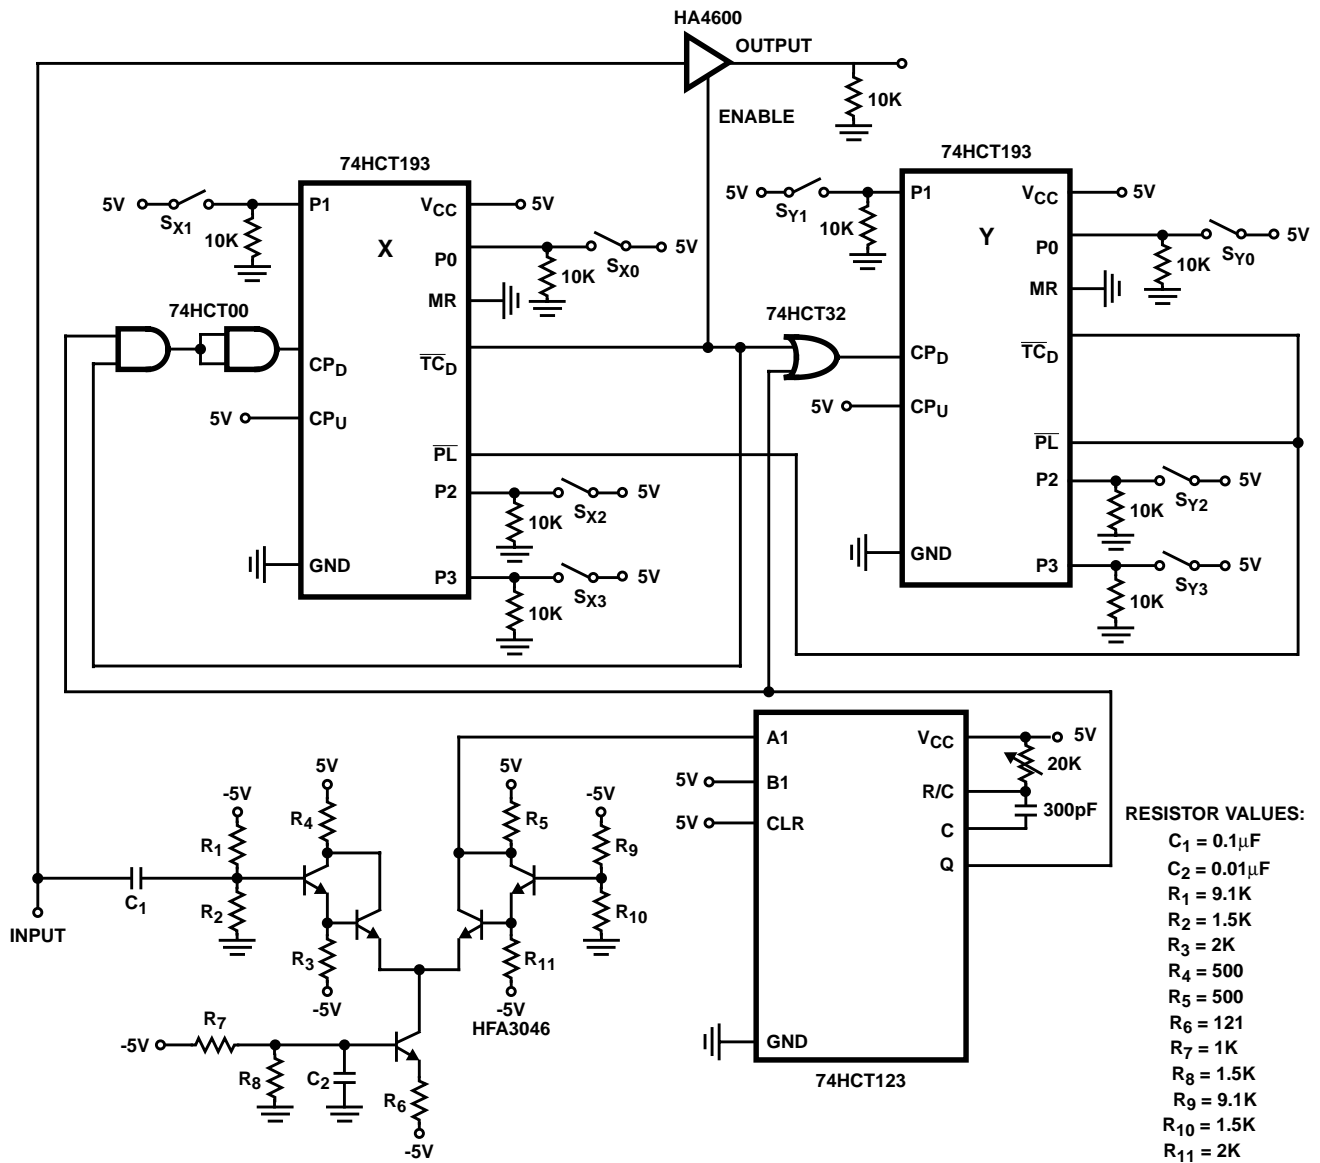 HA4600
OUTPUT
10K
ENABLE
74HCT193
5V
SX1
10K
P1
VCC
5V
X
P0
SX0
5V
10K
MR
74HCT00
CPD
TCD
5V
CPU
PL
P2
SX2
5V
10K
GND
P3
SX3
5V
10K
74HCT32
74HCT193
5V
SY1
10K
P1
VCC
5V
Y
P0
SY0
5V
10K
MR
CPD
TCD
5V
CPU
PL
P2
SY2
5V
10K
GND
P3
SY3
5V
10K
INPUT
C1
-5V
R1
R2
5V
R4
R3
-5V
5V
R5
R11
-5V
HFA3046
-5V
R9
R10
-5V
R7
R8
C2
R6
-5V
A1
VCC
5V
20K
5V
B1
R/C
300pF
5V
CLR
C
Q
GND
74HCT123
RESISTOR VALUES:
C1 = 0.1μF
C2 = 0.01μF
R1 = 9.1K
R2 = 1.5K
R3 = 2K
R4 = 500
R5 = 500
R6 = 121
R7 = 1K
R8 = 1.5K
R9 = 9.1K
R10 = 1.5K
R11 = 2K